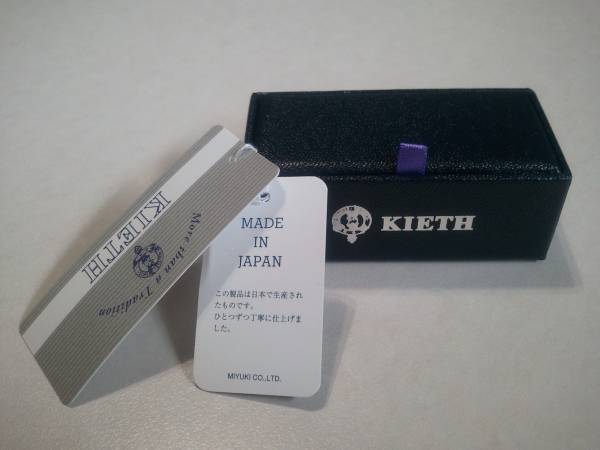 KIETH
More than a Tradition
MADE
IN
JAPAN
この製品は日本で生産され
たものです。
ひとつずつ丁寧に仕上げま
した。
MIYUKI CO.,LTD.
KIETH